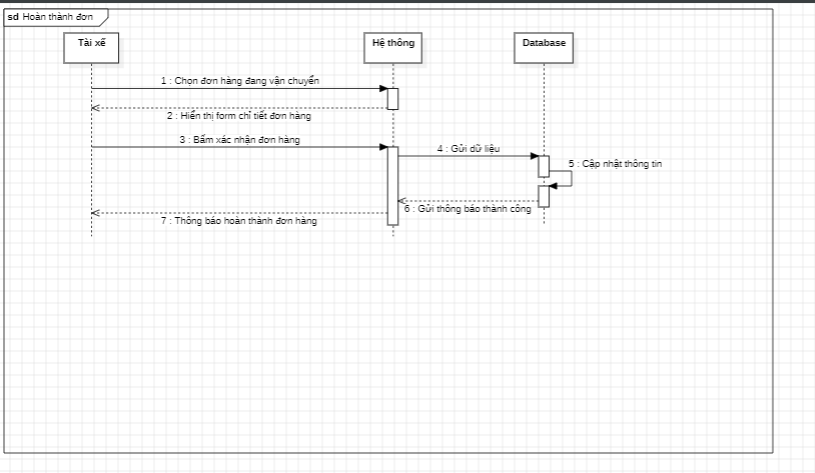 sd Hoàn thành đơn
Tài xế
Hệ thông
Database
1 : Chọn đơn hàng đang vận chuyển
2 : Hiển thị form chi tiết đơn hàng
3 : Bấm xác nhận đơn hàng
4 : Gửi dữ liệu
5 : Cập nhật thông tin
6 : Gửi thông báo thành công
7 : Thông báo hoàn thành đơn hàng